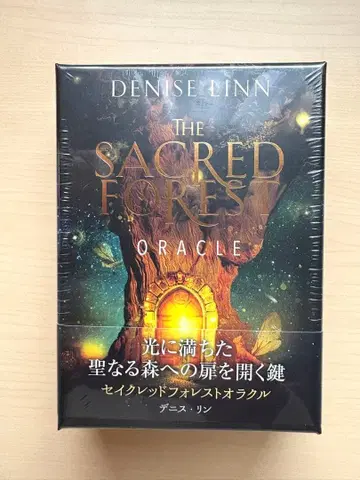 DENISE LINN
THE
SACRED
FOREST
ORACLE
光に満ちた
聖なる森への扉を開く鍵
セイクレッドフォレストオラクル
デニス・リン